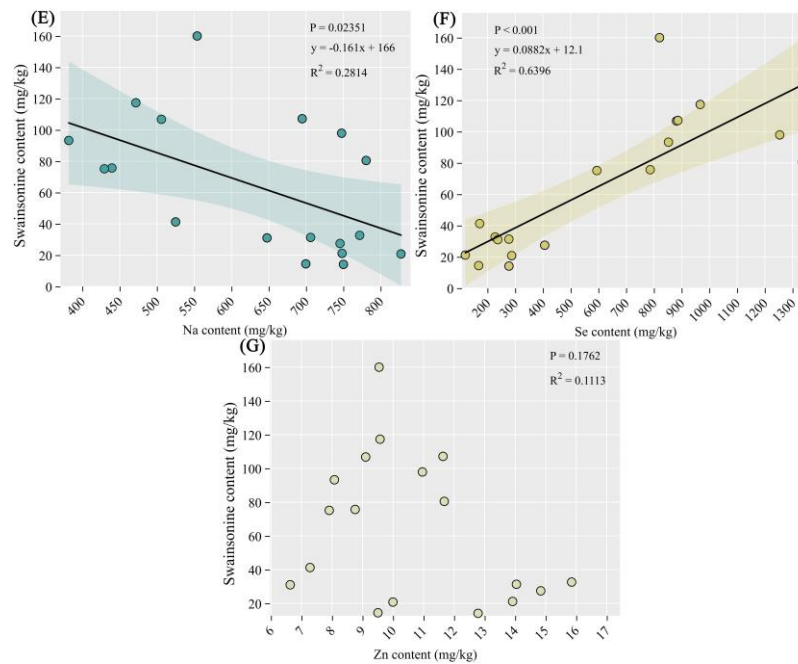 (E)
P = 0.02351
y = -0.161x + 166
R² = 0.2814
Swainsonine content (mg/kg)
160
140
120
100
80
60
40
20
0
400 450 500 550 600 650 700 750 800
Na content (mg/kg)
(F)
P < 0.001
y = 0.0882x + 12.1
R² = 0.6396
Swainsonine content (mg/kg)
160
140
120
100
80
60
40
20
0
200 300 400 500 600 700 800 900 1000 1100 1200 1300
Se content (mg/kg)
(G)
P = 0.1762
R² = 0.1113
Swainsonine content (mg/kg)
160
140
120
100
80
60
40
20
6 7 8 9 10 11 12 13 14 15 16 17
Zn content (mg/kg)